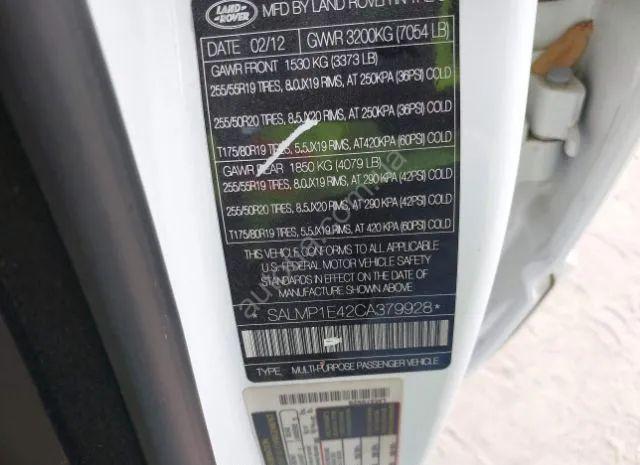 LAND ROVER
MFD BY LAND ROVER IN
DATE 02/12 GVWR 3200KG (7054 LB)
GAWR FRONT 1530 KG (3373 LB)
255/55R19 TIRES, 8.0JX19 RIMS, AT 250KPA (36PSI) COLD
255/50R20 TIRES, 8.5JX20 RIMS, AT 250KPA (36PSI) COLD
T175/80R19 TIRES, 5.5JX19 RIMS, AT 420KPA (60PSI) COLD
GAWR REAR 1850 KG (4079 LB)
255/55R19 TIRES, 8.0JX19 RIMS, AT 290 KPA (42PSI) COLD
255/50R20 TIRES, 8.5JX20 RIMS, AT 290 KPA (42PSI) COLD
T175/80R19 TIRES, 5.5JX19 RIMS, AT 420 KPA (60PSI) COLD
THIS VEHICLE CONFORMS TO ALL APPLICABLE
U.S. FEDERAL MOTOR VEHICLE SAFETY
STANDARDS IN EFFECT ON THE DATE OF
MANUFACTURE SHOWN ABOVE
* SALMP1E42CA379928 *
TYPE: MULTI-PURPOSE PASSENGER VEHICLE